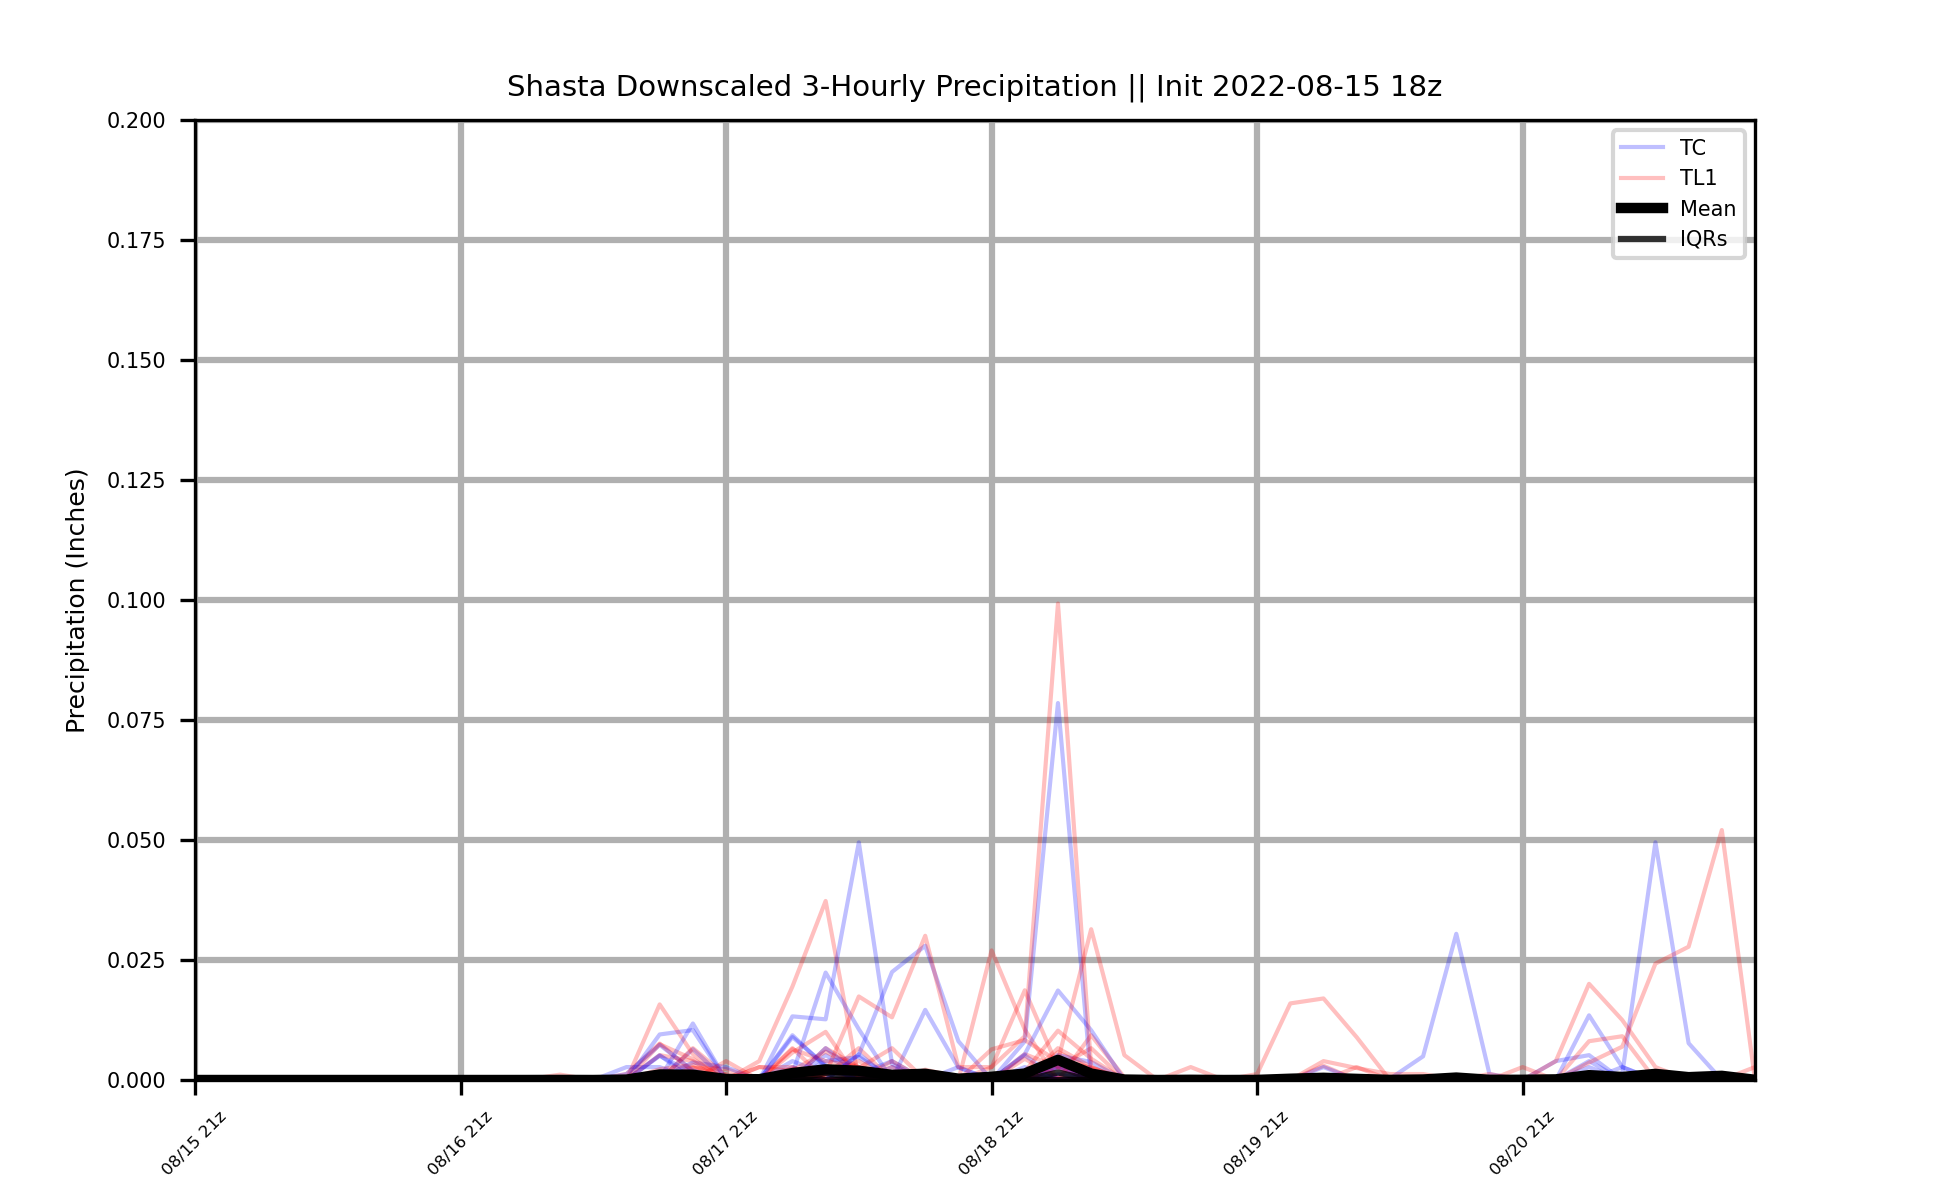 Shasta Downscaled 3-Hourly Precipitation || Init 2022-08-15 18z
0.200
0.175
0.150
0.125
0.100
0.075
0.050
0.025
0.000
Precipitation (Inches)
TC
TL1
Mean
IQRs
08/15 21z
08/16 21z
08/17 21z
08/18 21z
08/19 21z
08/20 21z